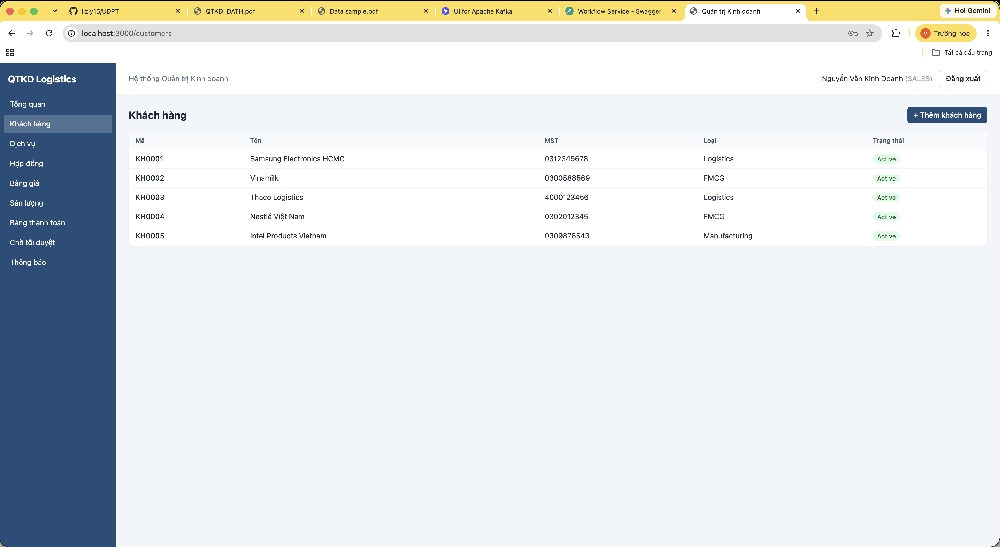 lizly15/UDPT
QTKD_DATH.pdf
Data sample.pdf
UI for Apache Kafka
Workflow Service - Swagger
Quản trị Kinh doanh
Hỏi Gemini
localhost:3000/customers
V Trường học
Tất cả dấu trang
QTKD Logistics
Hệ thống Quản trị Kinh doanh
Nguyễn Văn Kinh Doanh (SALES)
Đăng xuất
Tổng quan
Khách hàng
Dịch vụ
Hợp đồng
Bảng giá
Sản lượng
Bảng thanh toán
Chờ tôi duyệt
Thông báo
Khách hàng
+ Thêm khách hàng
Mã Tên MST Loại Trạng thái
KH0001 Samsung Electronics HCMC 0312345678 Logistics Active
KH0002 Vinamilk 0300588569 FMCG Active
KH0003 Thaco Logistics 4000123456 Logistics Active
KH0004 Nestlé Việt Nam 0302012345 FMCG Active
KH0005 Intel Products Vietnam 0309876543 Manufacturing Active